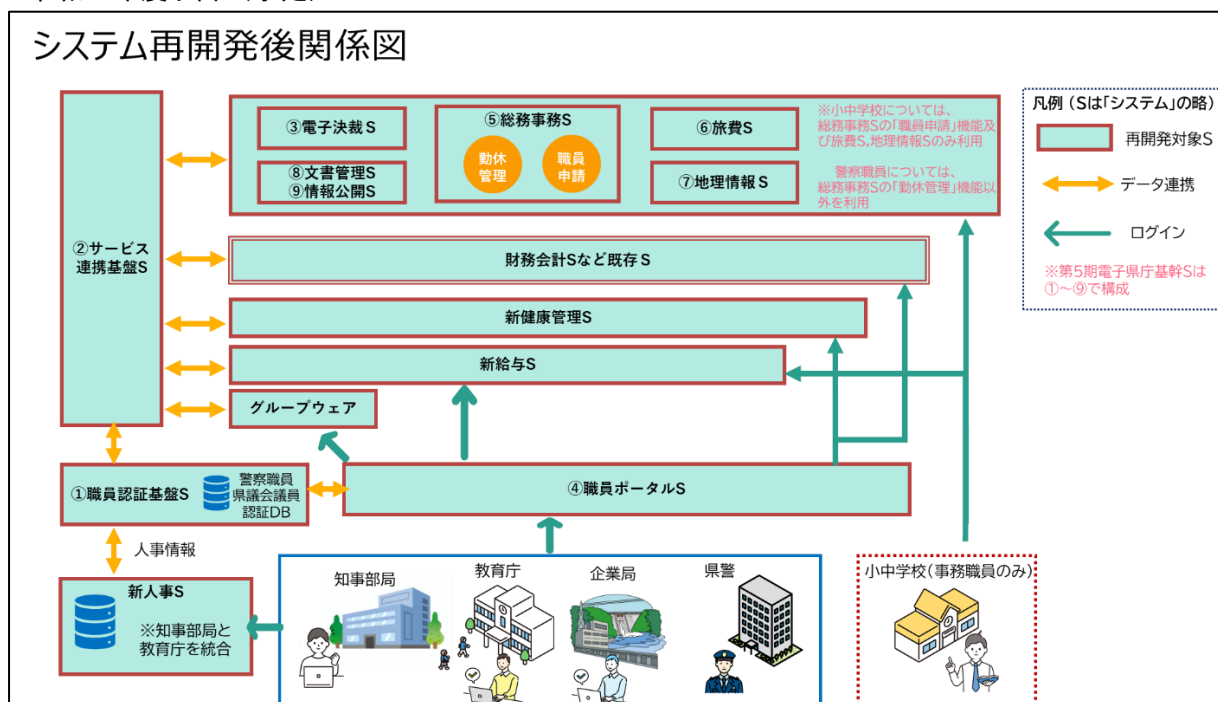 システム再開発後関係図
凡例（Sは「システム」の略）
再開発対象S
データ連携
ログイン
※第5期電子県庁基幹Sは
①～⑨で構成
②サービス
連携基盤S
③電子決裁S
⑧文書管理S
⑨情報公開S
⑤総務事務S
勤休
管理
職員
申請
⑥旅費S
⑦地理情報S
※小中学校については、
総務事務Sの「職員申請」機能及
び旅費S,地理情報Sのみ利用
警察職員については、
総務事務Sの「勤休管理」機能以
外を利用
財務会計Sなど既存S
新健康管理S
新給与S
グループウェア
①職員認証基盤S
警察職員
県議会議員
認証DB
④職員ポータルS
人事情報
新人事S
※知事部局と
教育庁を統合
知事部局
教育庁
企業局
県警
小中学校(事務職員のみ)